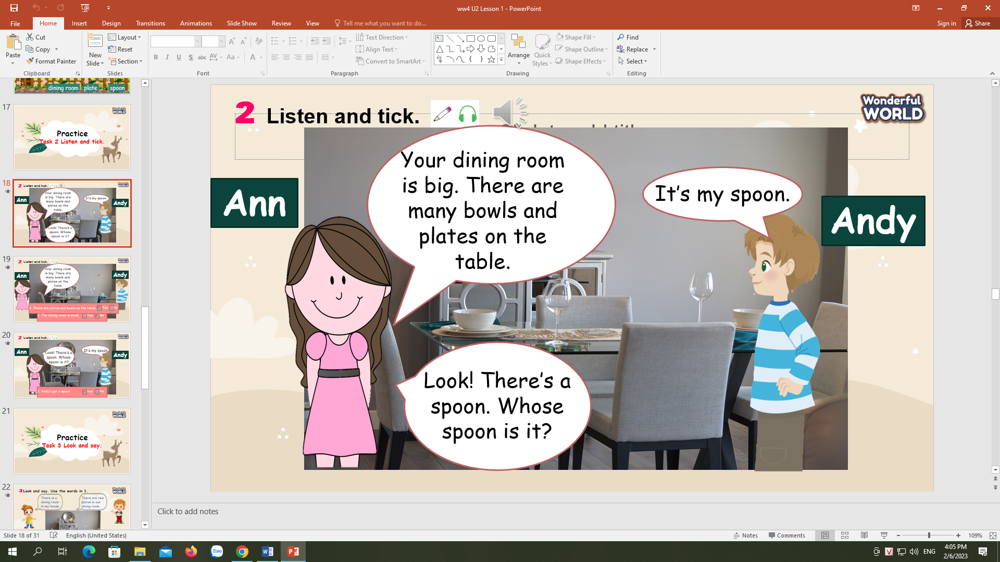 ww4 U2 Lesson 1 - PowerPoint
File Home Insert Design Transitions Animations Slide Show Review View Tell me what you want to do... Sign in Share
Paste
Cut
Copy
Format Painter
Clipboard
New Slide
Layout
Reset
Section
Slides
Font
Text Direction
Align Text
Convert to SmartArt
Paragraph
Arrange
Quick Styles
Shape Fill
Shape Outline
Shape Effects
Drawing
Find
Replace
Select
Editing
dining room plate spoon
17
Wonderful WORLD
Practice
Task 2 Listen and tick.
18
2 Listen and tick.
Wonderful WORLD
Ann
Your dining room
is big. There are
many bowls and
plates on the
table.
It's my spoon.
Andy
Look! There's a
spoon. Whose
spoon is it?
19
2 Listen and tick.
Wonderful WORLD
Ann
Your dining room
is big. There are
many bowls and
plates on the
table.
Andy
2. There are plates and bowls on the table. Yes No
1. The dining room is small. Yes No
20
2 Listen and tick.
Wonderful WORLD
Ann
Look! There's a
spoon. Whose
spoon is it?
It's my spoon.
Andy
1. Andy's got a spoon. Yes No
21
Wonderful WORLD
Practice
Task 3 Look and say.
22
3 Look and say. Use the words in 1.
Wonderful WORLD
There is a
dining room
in my house.
There are two
plates in our
dining room.
2 Listen and tick.
Wonderful
WORLD
Ann
Your dining room
is big. There are
many bowls and
plates on the
table.
It's my spoon.
Andy
Look! There's a
spoon. Whose
spoon is it?
Click to add notes
Slide 18 of 31 English (United States) Notes Comments 109%
Zalo
ENG
4:05 PM
2/6/2023